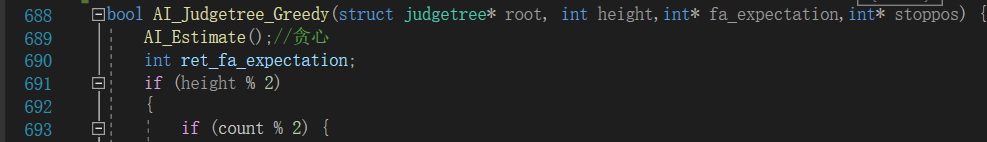 688 bool AI_Judgetree_Greedy(struct judgetree* root, int height,int* fa_expectation,int* stoppos) {
689 AI_Estimate();//贪心
690 int ret_fa_expectation;
691 if (height % 2)
692 {
693 if (count % 2) {